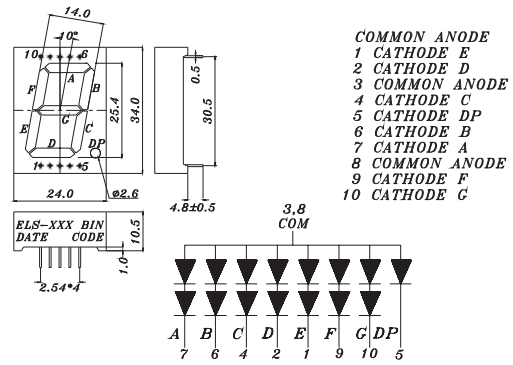 14.0
10°
10 6
A
F B
G
E C
D DP
1 5
25.4
34.0
24.0
ø2.6
0.5
30.5
4.8±0.5
COMMON ANODE
1 CATHODE E
2 CATHODE D
3 COMMON ANODE
4 CATHODE C
5 CATHODE DP
6 CATHODE B
7 CATHODE A
8 COMMON ANODE
9 CATHODE F
10 CATHODE G
ELS-XXX BIN
DATE CODE
10.5
1.0
2.54*4
3,8
COM
A B C D E F G DP
7 6 4 2 1 9 10 5